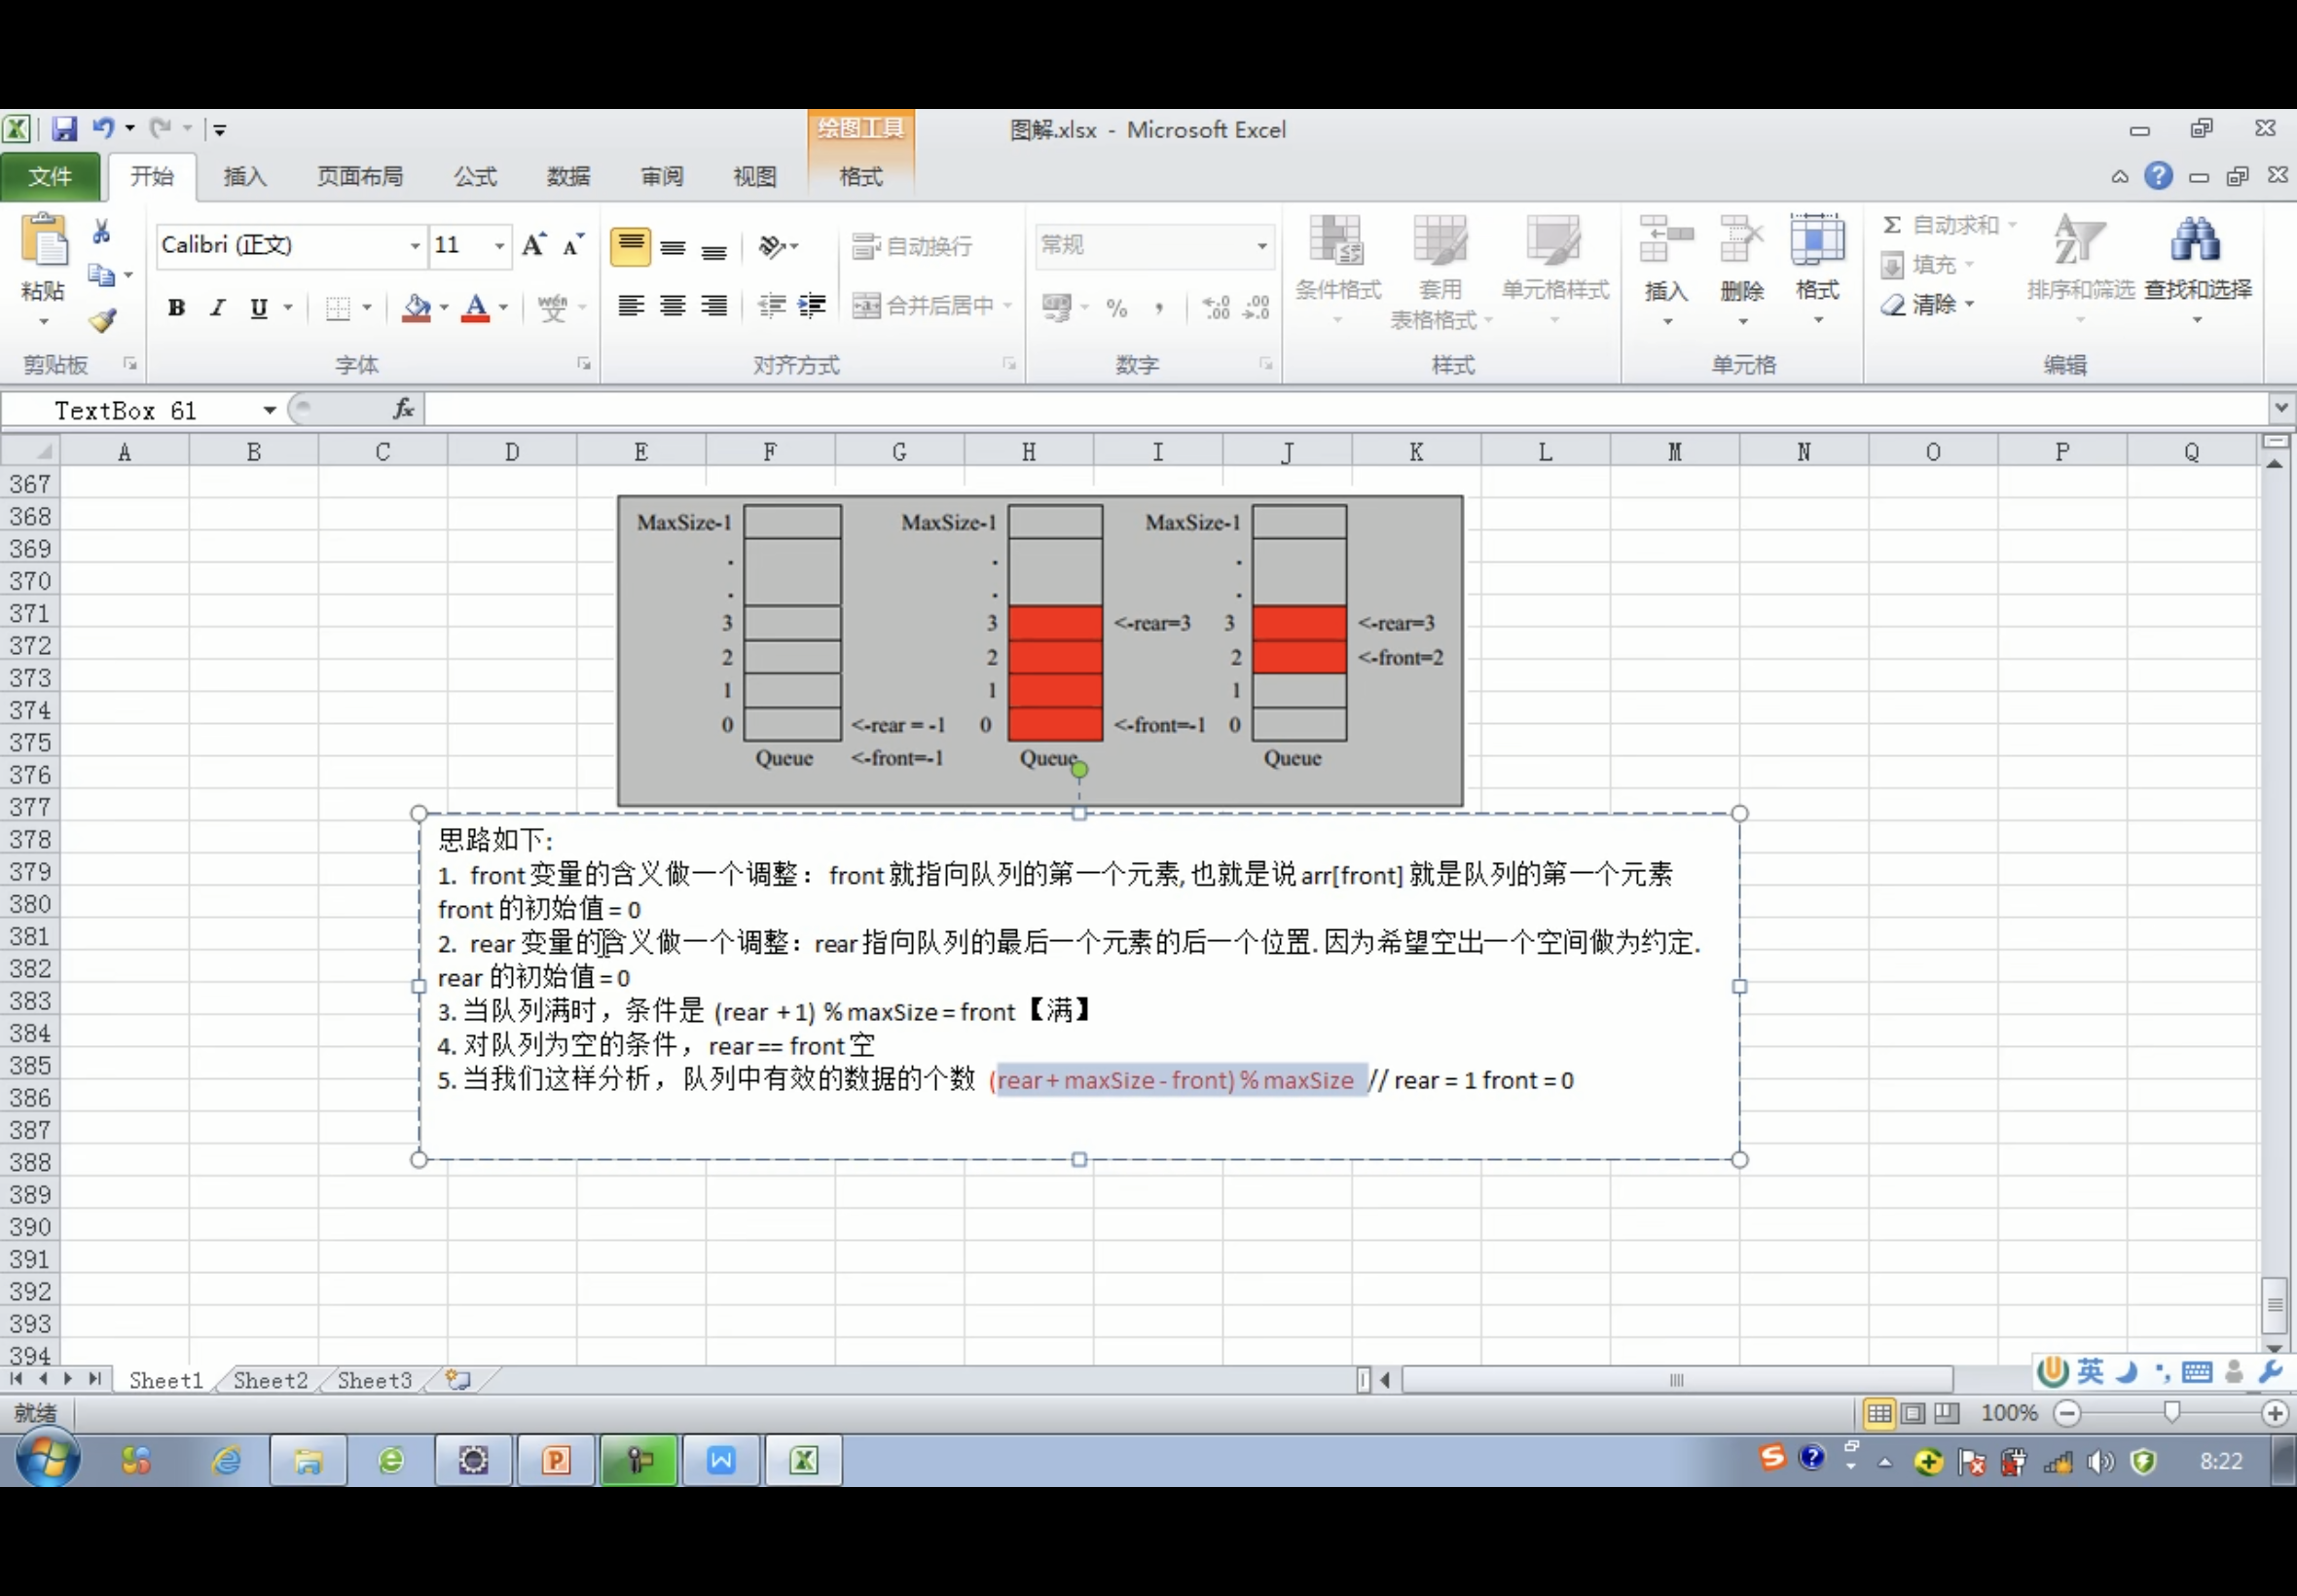 绘图工具
图解.xlsx - Microsoft Excel
文件 开始 插入 页面布局 公式 数据 审阅 视图 格式
粘贴
剪贴板
Calibri (正文) 11
B I U
字体
自动换行
合并后居中
对齐方式
常规
%
数字
条件格式 套用 单元格样式
表格格式
样式
插入 删除 格式
单元格
Σ 自动求和
填充
清除
排序和筛选 查找和选择
编辑
TextBox 61 fx
A B C D E F G H I J K L M N O P Q
367
368
369
370
371
372
373
374
375
376
377
378
379
380
381
382
383
384
385
386
387
388
389
390
391
392
393
394
MaxSize-1 MaxSize-1 MaxSize-1
. . .
. . .
3 3 <-rear=3 3 <-rear=3
2 2 2 <-front=2
1 1 1
0 <-rear = -1 0 <-front=-1 0
Queue <-front=-1 Queue Queue
思路如下:
1. front 变量的含义做一个调整： front 就指向队列的第一个元素, 也就是说 arr[front] 就是队列的第一个元素
front 的初始值 = 0
2. rear 变量的含义做一个调整：rear 指向队列的最后一个元素的后一个位置. 因为希望空出一个空间做为约定.
rear 的初始值 = 0
3. 当队列满时，条件是 (rear + 1) % maxSize = front 【满】
4. 对队列为空的条件， rear == front 空
5. 当我们这样分析， 队列中有效的数据的个数 (rear + maxSize - front) % maxSize // rear = 1 front = 0
Sheet1 Sheet2 Sheet3
英
就绪
100%
8:22